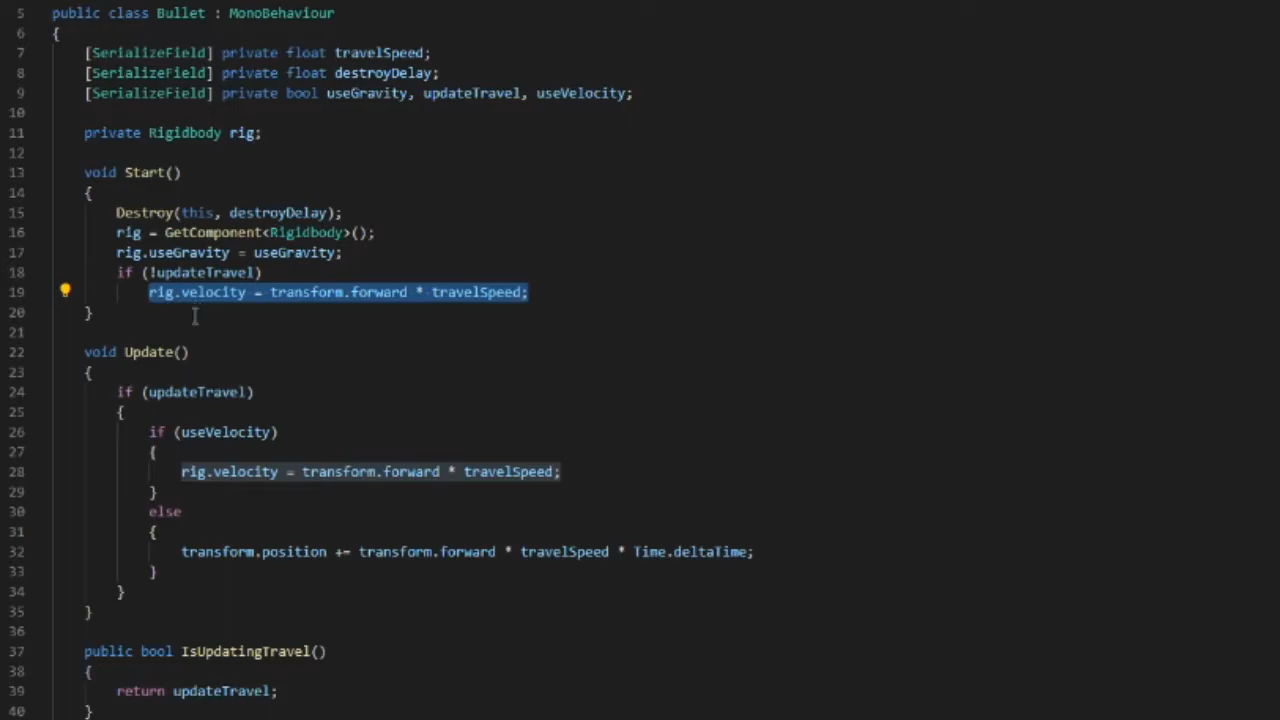 5 public class Bullet : MonoBehaviour
6 {
7 [SerializeField] private float travelSpeed;
8 [SerializeField] private float destroyDelay;
9 [SerializeField] private bool useGravity, updateTravel, useVelocity;
10
11 private Rigidbody rig;
12
13 void Start()
14 {
15 Destroy(this, destroyDelay);
16 rig = GetComponent<Rigidbody>();
17 rig.useGravity = useGravity;
18 if (!updateTravel)
19 rig.velocity = transform.forward * travelSpeed;
20 }
21
22 void Update()
23 {
24 if (updateTravel)
25 {
26 if (useVelocity)
27 {
28 rig.velocity = transform.forward * travelSpeed;
29 }
30 else
31 {
32 transform.position += transform.forward * travelSpeed * Time.deltaTime;
33 }
34 }
35 }
36
37 public bool IsUpdatingTravel()
38 {
39 return updateTravel;
40 }